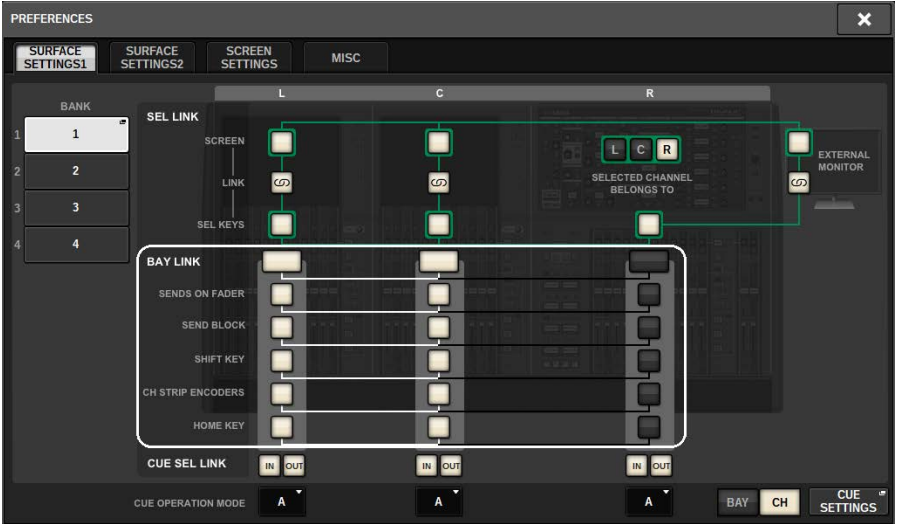 PREFERENCES
SURFACE SETTINGS1
SURFACE SETTINGS2
SCREEN SETTINGS
MISC
L C R
BANK
1 1
2 2
3 3
4 4
SEL LINK
SCREEN
LINK
SEL KEYS
L C R
SELECTED CHANNEL
BELONGS TO
EXTERNAL
MONITOR
BAY LINK
SENDS ON FADER
SEND BLOCK
SHIFT KEY
CH STRIP ENCODERS
HOME KEY
CUE SEL LINK IN OUT IN OUT IN OUT
CUE OPERATION MODE A A A BAY CH
CUE
SETTINGS